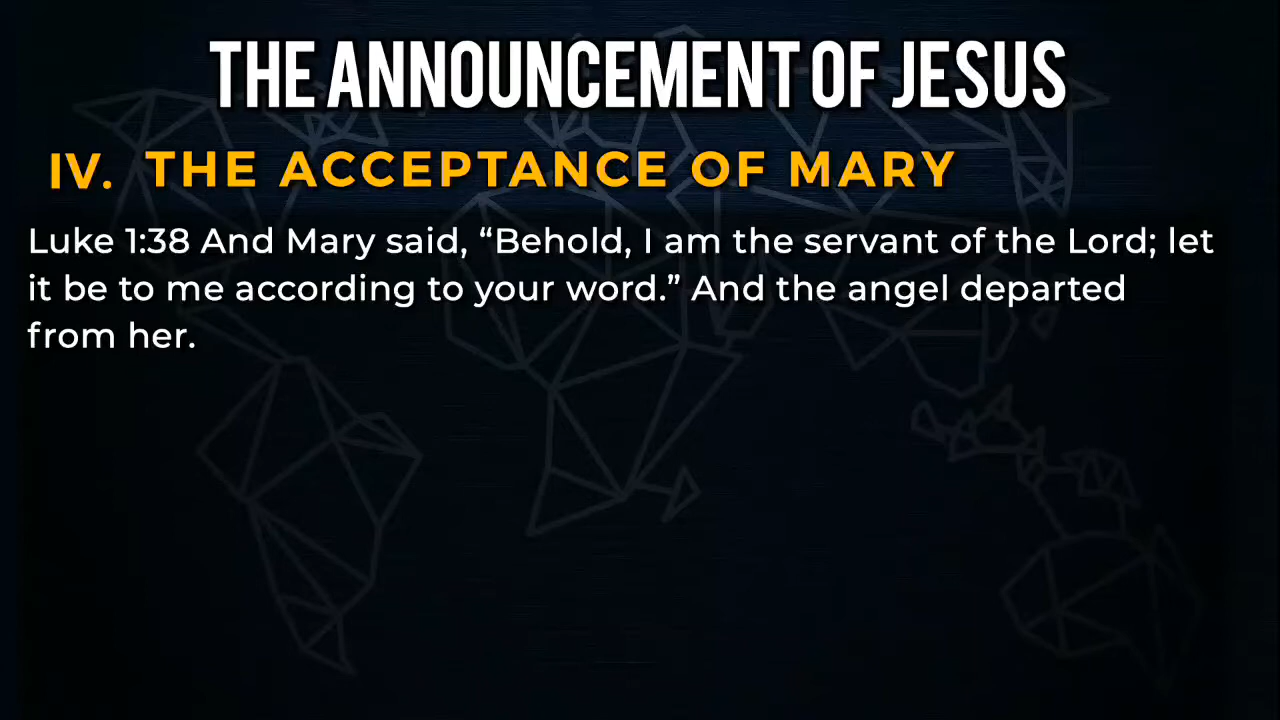 THE ANNOUNCEMENT OF JESUS
IV. THE ACCEPTANCE OF MARY
Luke 1:38 And Mary said, “Behold, I am the servant of the Lord; let
it be to me according to your word.” And the angel departed
from her.